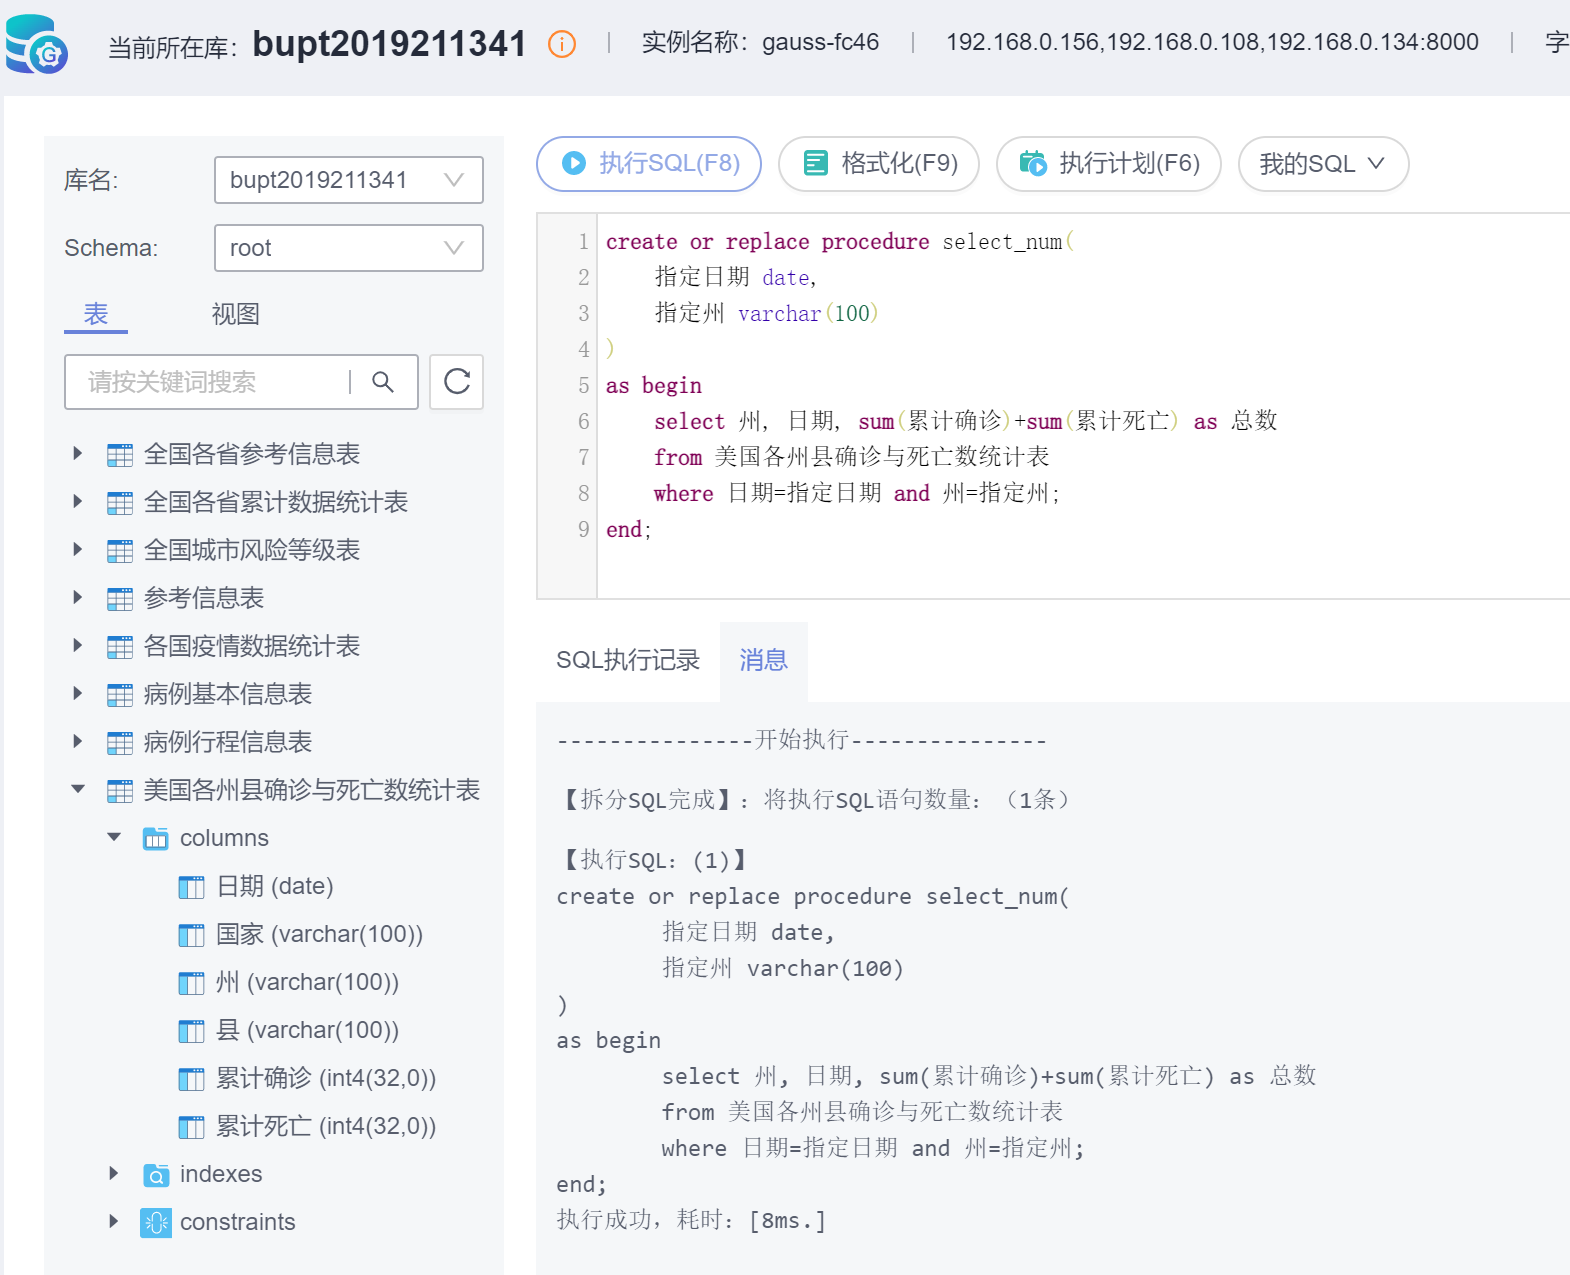 当前所在库: bupt2019211341 | 实例名称: gauss-fc46 | 192.168.0.156,192.168.0.108,192.168.0.134:8000 | 字
库名: bupt2019211341
Schema: root
表 视图
请按关键词搜索
全国各省参考信息表
全国各省累计数据统计表
全国城市风险等级表
参考信息表
各国疫情数据统计表
病例基本信息表
病例行程信息表
美国各州县确诊与死亡数统计表
columns
日期 (date)
国家 (varchar(100))
州 (varchar(100))
县 (varchar(100))
累计确诊 (int4(32,0))
累计死亡 (int4(32,0))
indexes
constraints
执行SQL(F8) 格式化(F9) 执行计划(F6) 我的SQL
1 create or replace procedure select_num(
2 指定日期 date,
3 指定州 varchar(100)
4 )
5 as begin
6 select 州, 日期, sum(累计确诊)+sum(累计死亡) as 总数
7 from 美国各州县确诊与死亡数统计表
8 where 日期=指定日期 and 州=指定州;
9 end;
SQL执行记录 消息
---------------开始执行---------------
【拆分SQL完成】: 将执行SQL语句数量: （1条）
【执行SQL: (1)】
create or replace procedure select_num(
指定日期 date,
指定州 varchar(100)
)
as begin
select 州, 日期, sum(累计确诊)+sum(累计死亡) as 总数
from 美国各州县确诊与死亡数统计表
where 日期=指定日期 and 州=指定州;
end;
执行成功, 耗时: [8ms.]